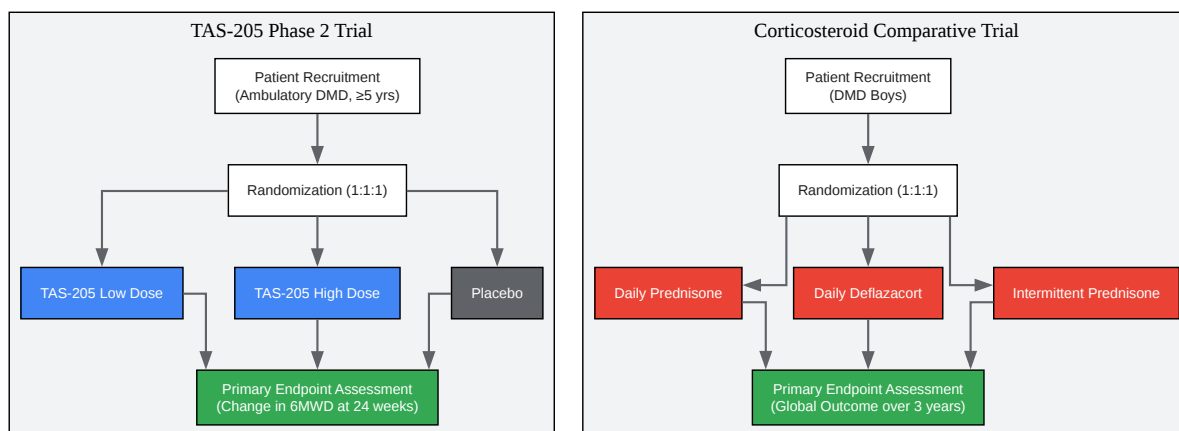 TAS-205 Phase 2 Trial
Patient Recruitment
(Ambulatory DMD, ≥5 yrs)
Randomization (1:1:1)
TAS-205 Low Dose
TAS-205 High Dose
Placebo
Primary Endpoint Assessment
(Change in 6MWD at 24 weeks)
Corticosteroid Comparative Trial
Patient Recruitment
(DMD Boys)
Randomization (1:1:1)
Daily Prednisone
Daily Deflazacort
Intermittent Prednisone
Primary Endpoint Assessment
(Global Outcome over 3 years)